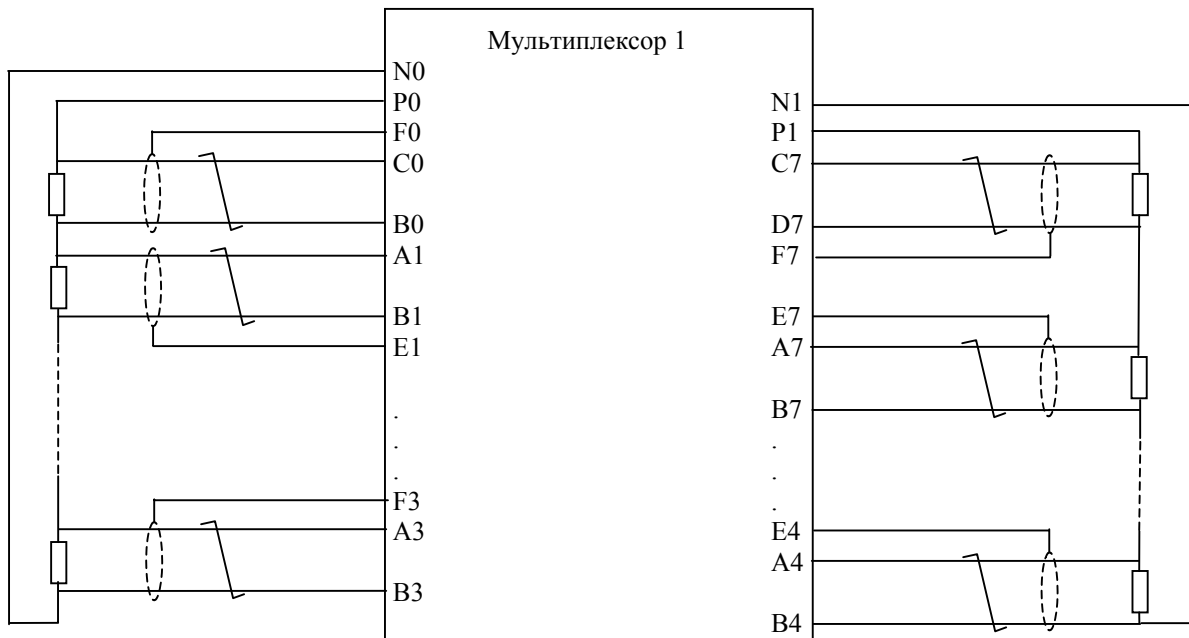 Мультиплексор 1
N0
P0
F0
C0
B0
A1
B1
E1
.
.
.
F3
A3
B3
N1
P1
C7
D7
F7
E7
A7
B7
.
.
.
E4
A4
B4